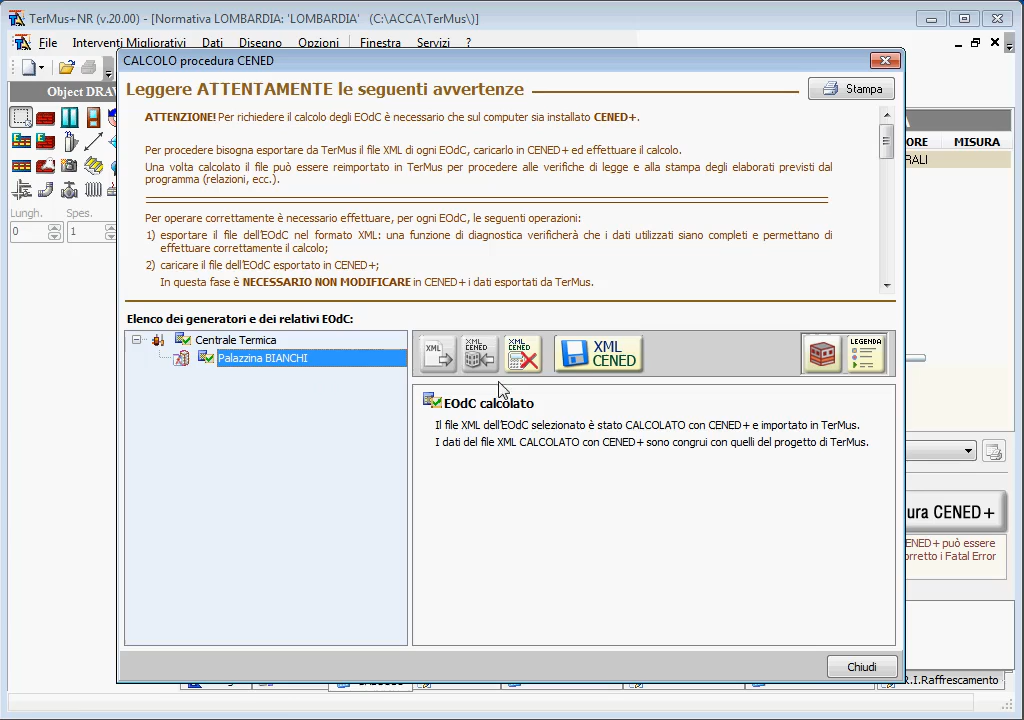 TerMus+NR (v.20.00) - [Normativa LOMBARDIA: 'LOMBARDIA' (C:\ACCA\TerMus\)]
File Interventi Migliorativi Dati Disegno Opzioni Finestra Servizi ?
CALCOLO procedura CENED
Leggere ATTENTAMENTE le seguenti avvertenze
Stampa
Object DRA
ATTENZIONE! Per richiedere il calcolo degli EOdC è necessario che sul computer sia installato CENED+.
Per procedere bisogna esportare da TerMus il file XML di ogni EOdC, caricarlo in CENED+ ed effettuare il calcolo.
Una volta calcolato il file può essere reimportato in TerMus per procedere alle verifiche di legge e alla stampa degli elaborati previsti dal
programma (relazioni, ecc.).
Per operare correttamente è necessario effettuare, per ogni EOdC, le seguenti operazioni:
1) esportare il file dell'EOdC nel formato XML: una funzione di diagnostica verificherà che i dati utilizzati siano completi e permettano di
effettuare correttamente il calcolo;
2) caricare il file dell'EOdC esportato in CENED+;
In questa fase è NECESSARIO NON MODIFICARE in CENED+ i dati esportati da TerMus.
ORE MISURA
RALI
Lungh. Spes.
0 1
Elenco dei generatori e dei relativi EOdC:
Centrale Termica
Palazzina BIANCHI
XML
XML CENED
XML CENED
XML CENED
LEGENDA
EOdC calcolato
Il file XML dell'EOdC selezionato è stato CALCOLATO con CENED+ e importato in TerMus.
I dati del file XML CALCOLATO con CENED+ sono congrui con quelli del progetto di TerMus.
ura CENED+
ENED+ può essere
orretto i Fatal Error
Chiudi
R.I.Raffrescamento